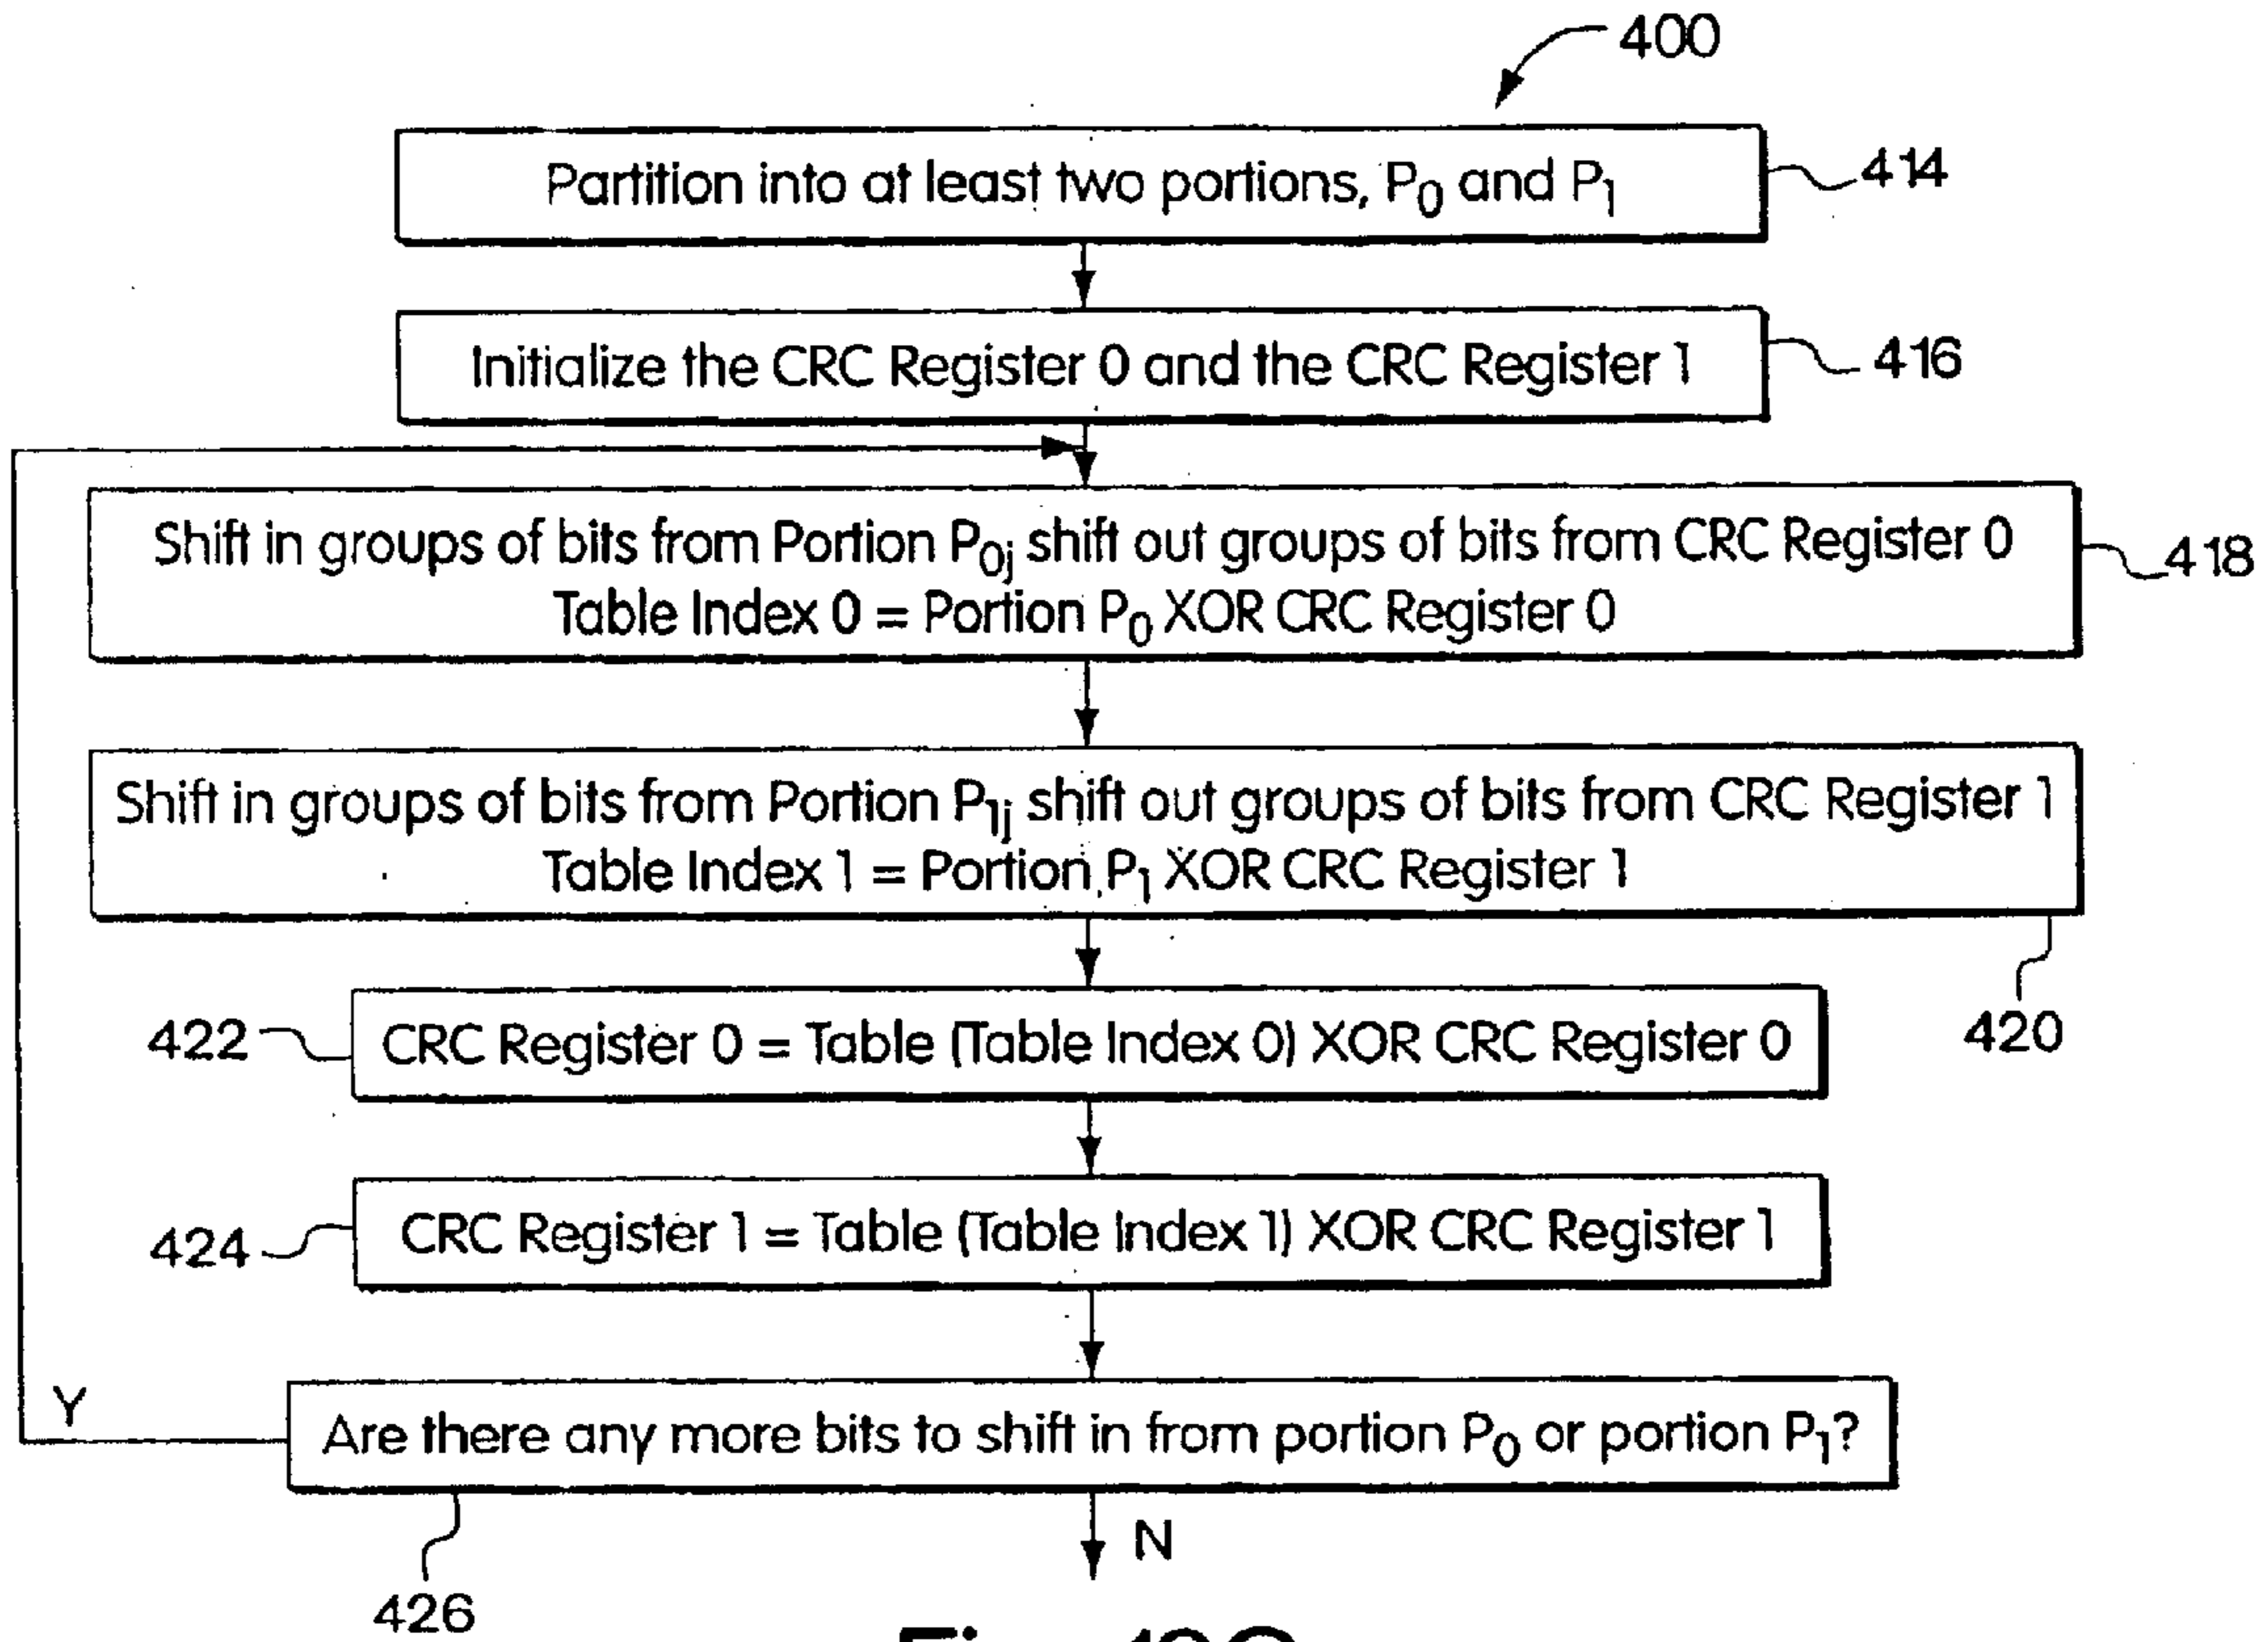 400
Partition into at least two portions, P0 and P1
414
Initialize the CRC Register 0 and the CRC Register 1
416
Shift in groups of bits from Portion P0; shift out groups of bits from CRC Register 0
Table Index 0 = Portion P0 XOR CRC Register 0
418
Shift in groups of bits from Portion P1; shift out groups of bits from CRC Register 1
Table Index 1 = Portion P1 XOR CRC Register 1
420
422
CRC Register 0 = Table (Table Index 0) XOR CRC Register 0
424
CRC Register 1 = Table (Table Index 1) XOR CRC Register 1
Y
Are there any more bits to shift in from portion P0 or portion P1?
N
426